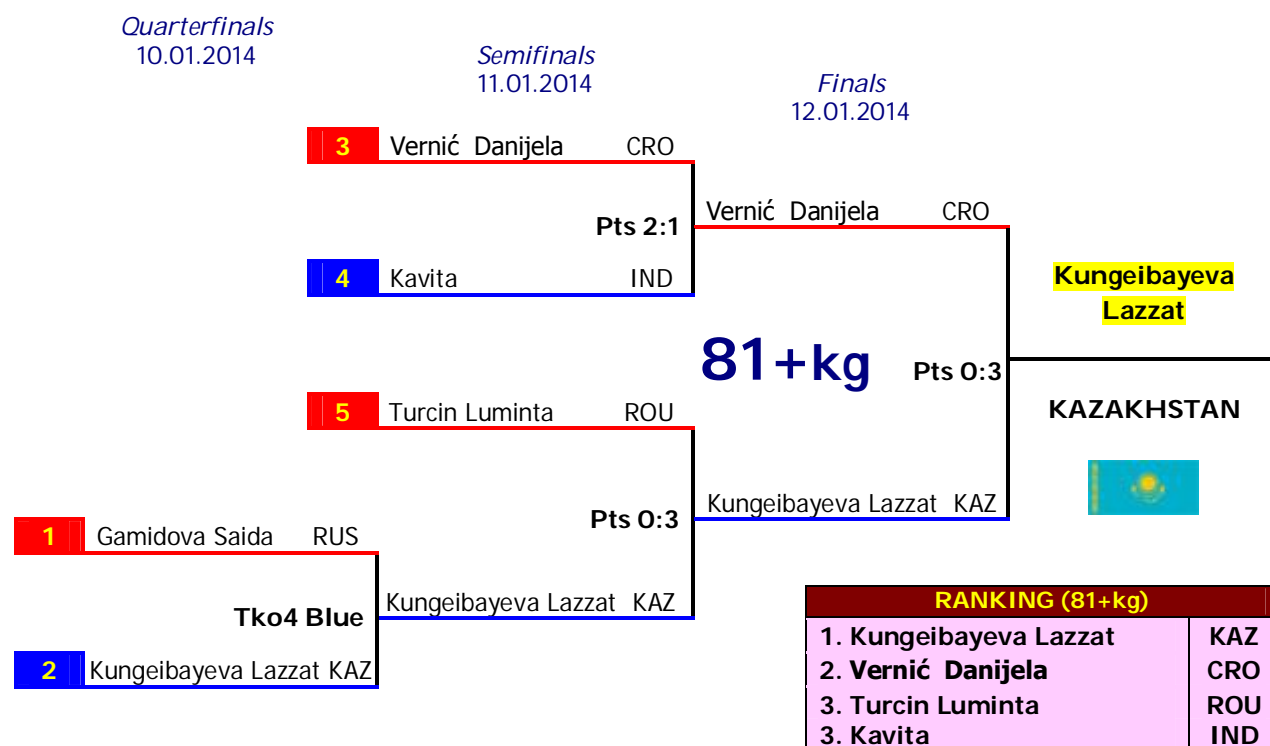 Quarterfinals
10.01.2014
Semifinals
11.01.2014
Finals
12.01.2014
3 Vernić Danijela CRO
Pts 2:1
4 Kavita IND
Vernić Danijela CRO
81+kg
Pts 0:3
Kungeibayeva
Lazzat
KAZAKHSTAN
5 Turcin Luminta ROU
Pts 0:3
Kungeibayeva Lazzat KAZ
1 Gamidova Saida RUS
Tko4 Blue
2 Kungeibayeva Lazzat KAZ
Kungeibayeva Lazzat KAZ
RANKING (81+kg)
1. Kungeibayeva Lazzat KAZ
2. Vernić Danijela CRO
3. Turcin Luminta ROU
3. Kavita IND